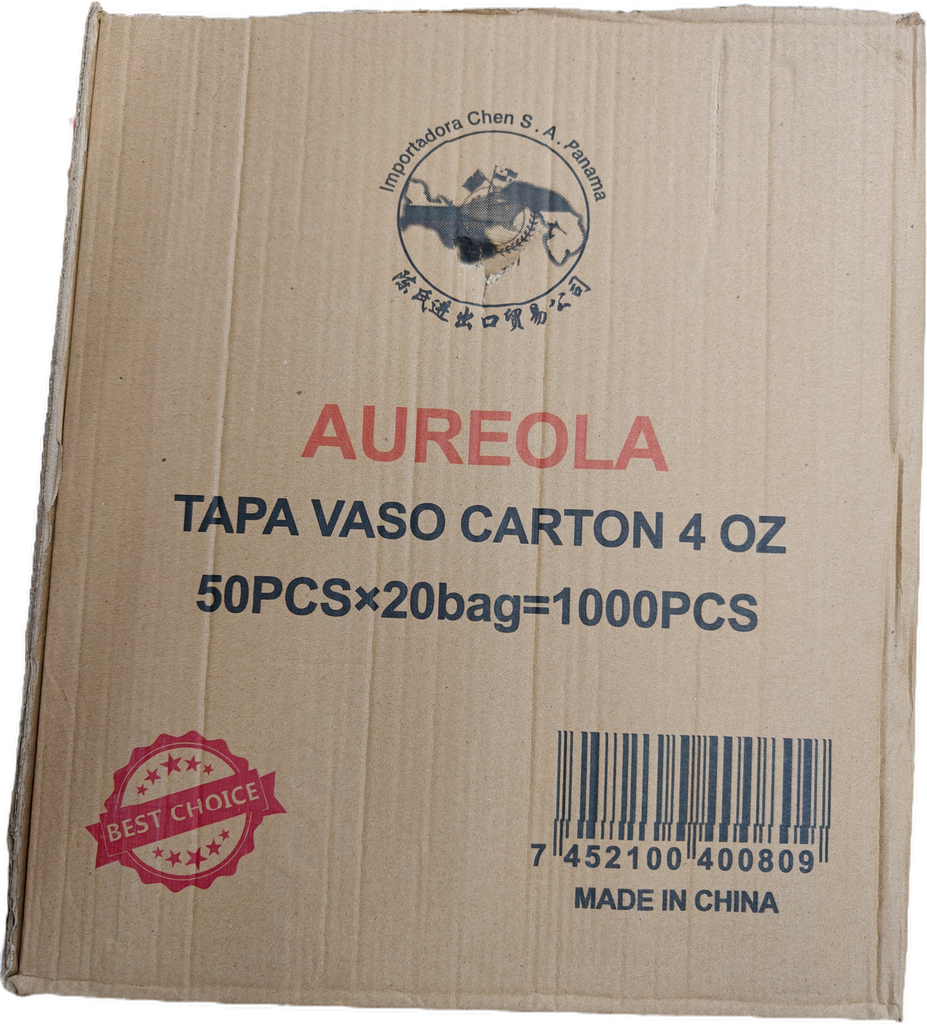 Importadora Chen S . A . Panama
陈氏进出口贸易公司
AUREOLA
TAPA VASO CARTON 4 OZ
50PCS×20bag=1000PCS
BEST CHOICE
7 452100 400809
MADE IN CHINA